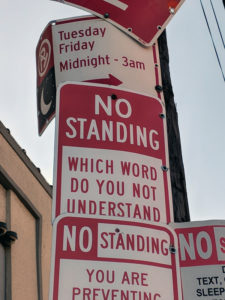 Tuesday
Friday
Midnight - 3am
NO
STANDING
WHICH WORD
DO YOU NOT
UNDERSTAND
NO STANDING
YOU ARE
PREVENTING
NO
TEXT,
SLEEP